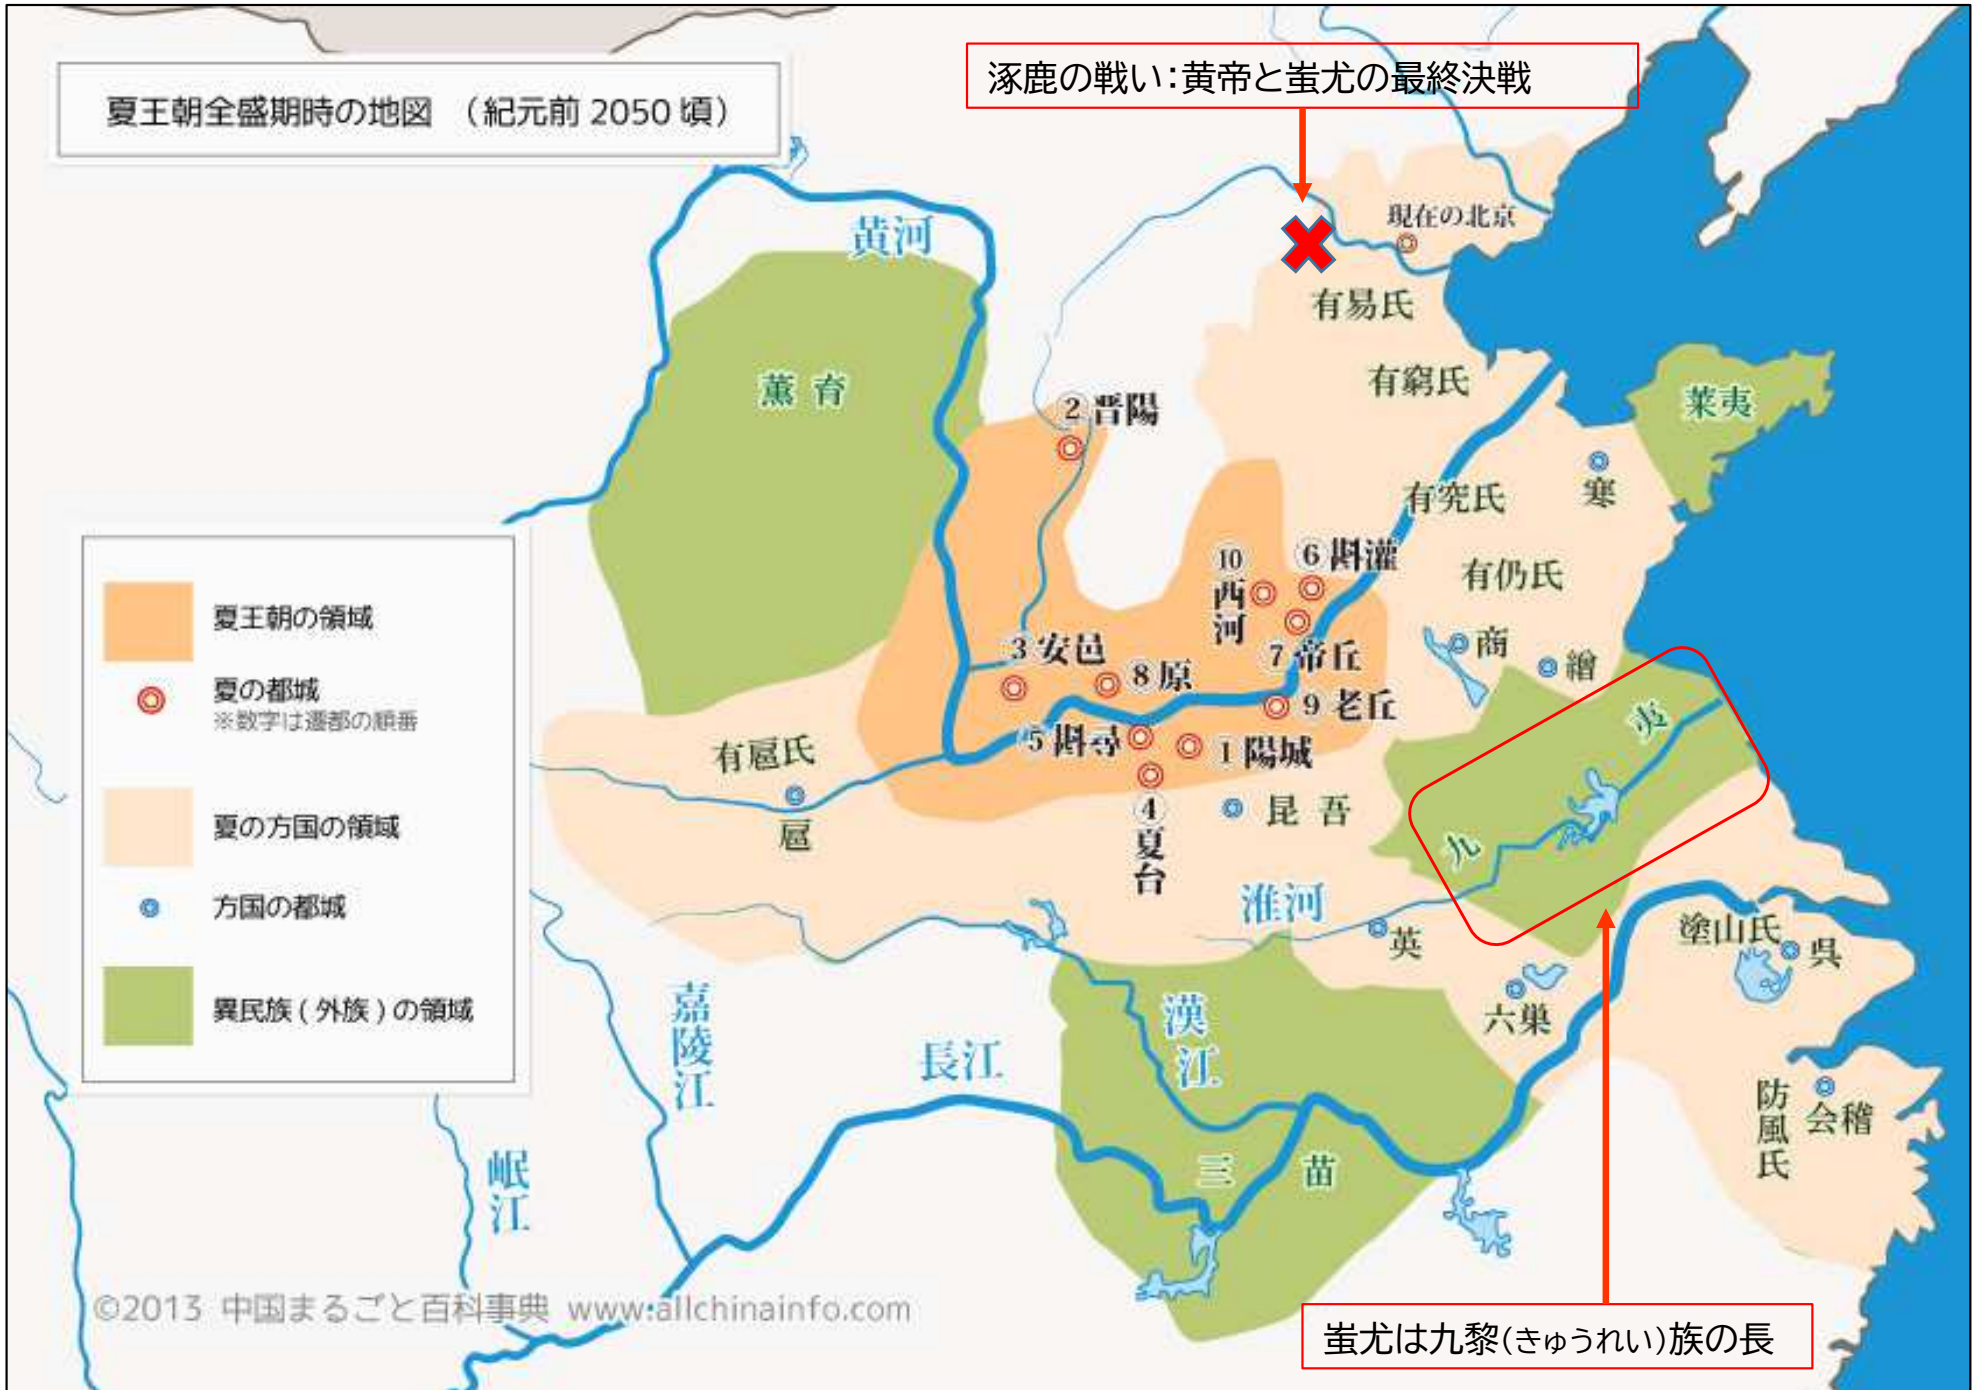 涿鹿の戦い：黄帝と蚩尤の最終決戦
夏王朝全盛期時の地図 （紀元前 2050 頃）
現在の北京
黄河
有易氏
有窮氏
薫育
莱夷
②晋陽
寒
有究氏
⑥斟灌
⑩西河
有仍氏
夏王朝の領域
商
繒
③安邑
⑧原
⑦帝丘
夏の都城
※数字は遷都の順番
⑨老丘
九夷
有扈氏
⑤斟尋
①陽城
扈
④夏台
昆吾
夏の方国の領域
方国の都城
淮河
英
塗山氏
呉
異民族 ( 外族 ) の領域
六巣
嘉陵江
漢江
長江
防風氏
会稽
岷江
三苗
©2013 中国まるごと百科事典 www.allchinainfo.com
蚩尤は九黎(きゅうれい)族の長